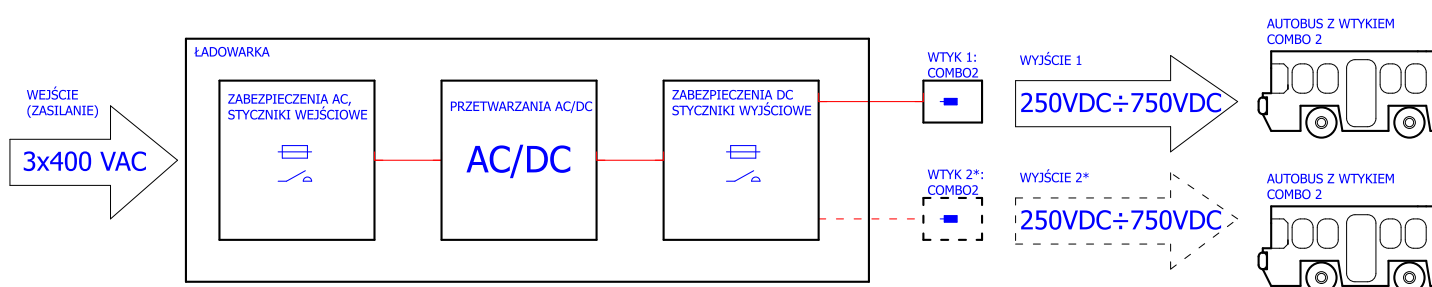 WEJŚCIE
(ZASILANIE)
3x400 VAC
ŁADOWARKA
ZABEZPIECZENIA AC,
STYCZNIKI WEJŚCIOWE
PRZETWARZANIA AC/DC
AC/DC
ZABEZPIECZENIA DC
STYCZNIKI WYJŚCIOWE
WTYK 1:
COMBO2
WYJŚCIE 1
250VDC÷750VDC
AUTOBUS Z WTYKIEM
COMBO 2
WTYK 2*:
COMBO2
WYJŚCIE 2*
250VDC÷750VDC
AUTOBUS Z WTYKIEM
COMBO 2